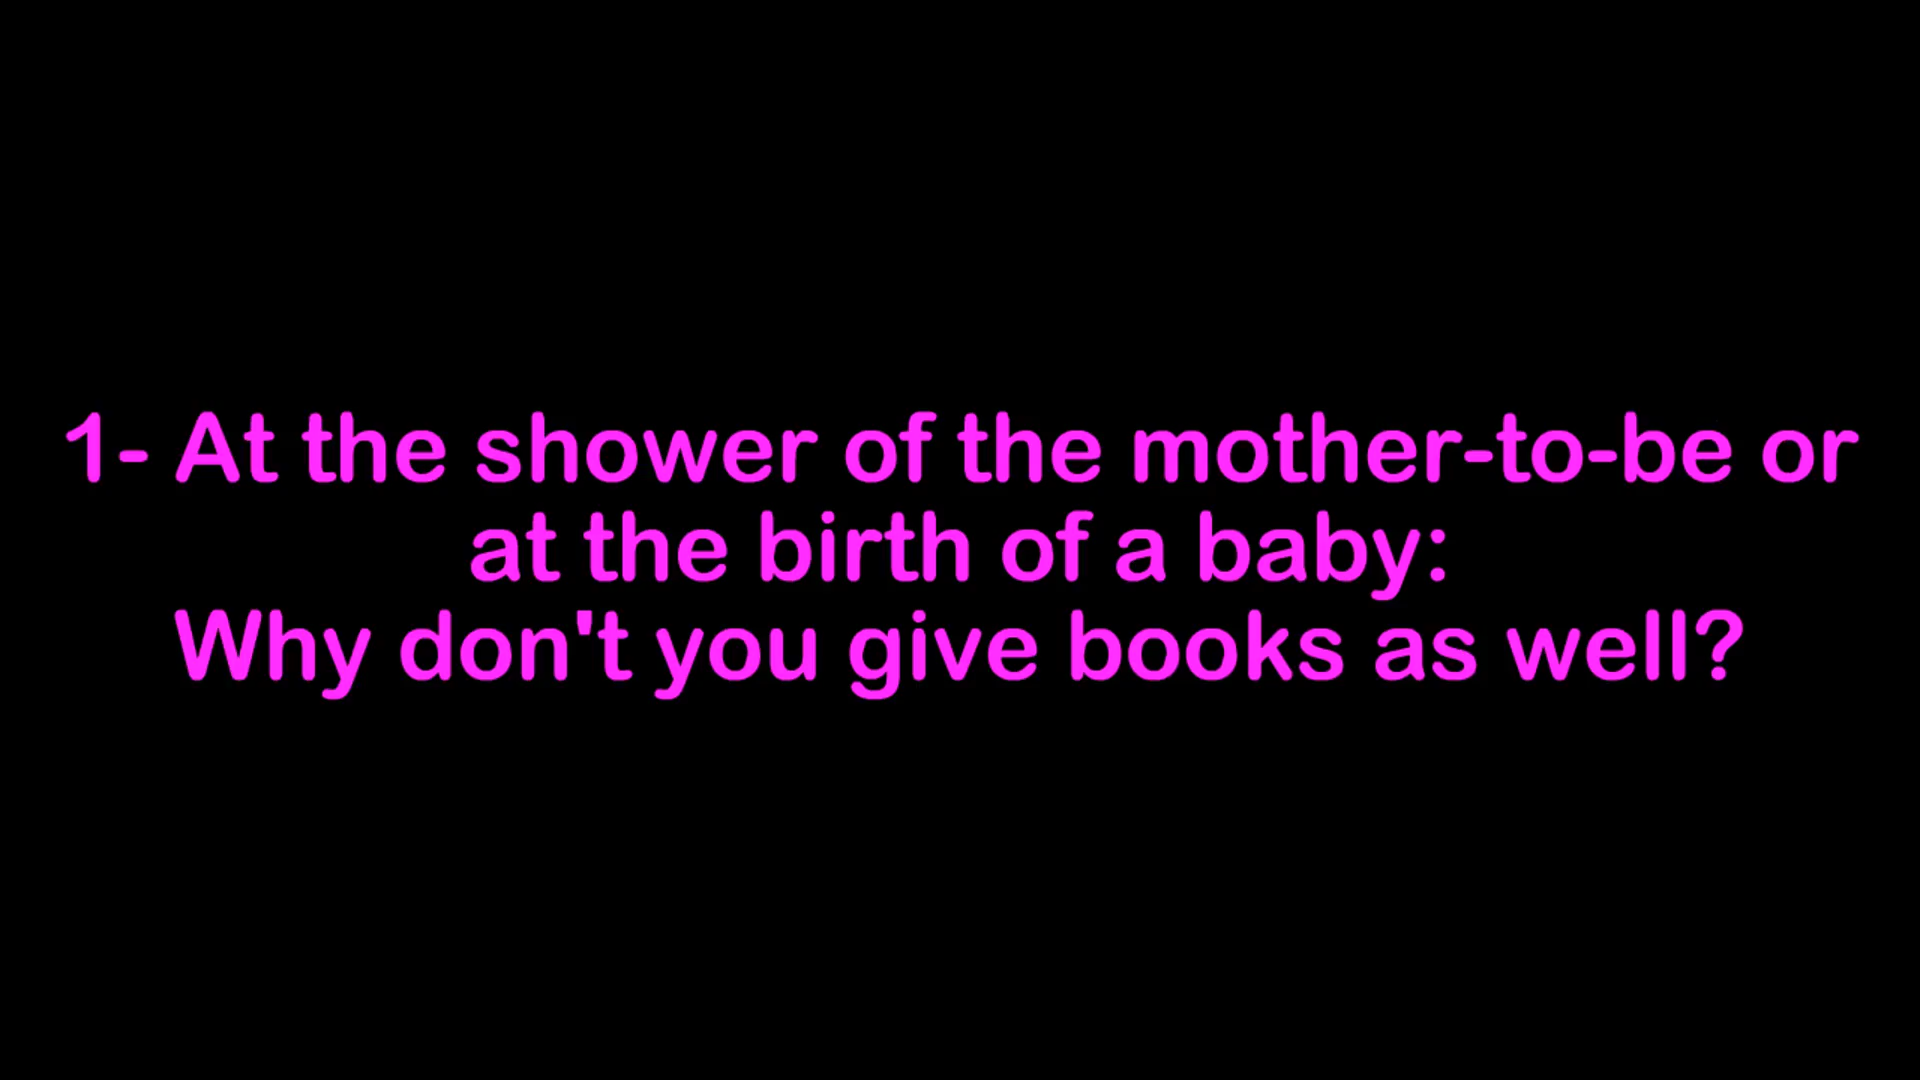 1- At the shower of the mother-to-be or
at the birth of a baby:
Why don't you give books as well?